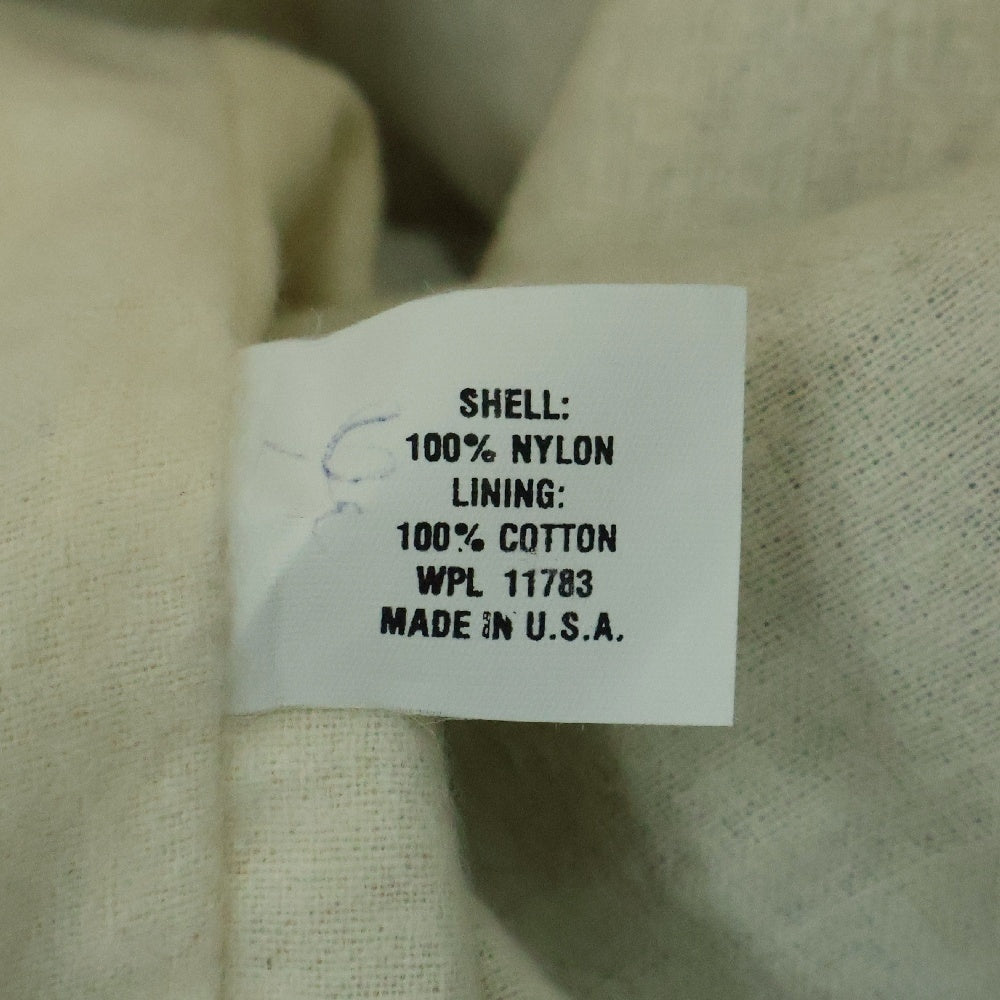 SHELL:
100% NYLON
LINING:
100% COTTON
WPL 11783
MADE IN U.S.A.